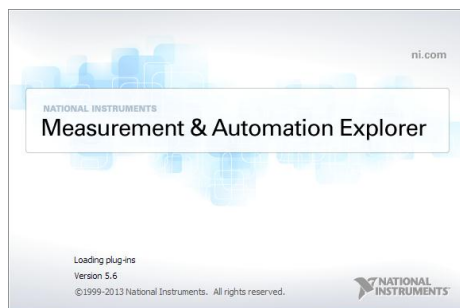 ni.com
NATIONAL INSTRUMENTS
Measurement & Automation Explorer
Loading plug-ins
Version 5.6
©1999-2013 National Instruments. All rights reserved.
NATIONAL
INSTRUMENTS